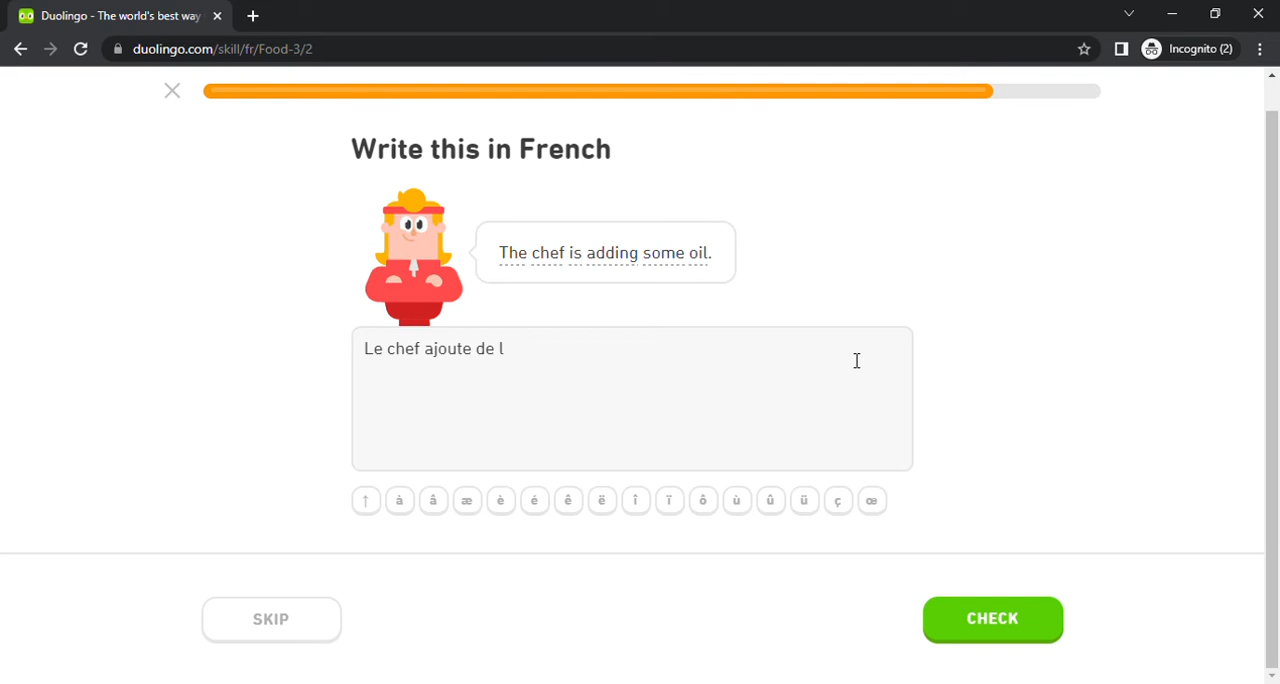 Duolingo - The world's best way
duolingo.com/skill/fr/Food-3/2
Incognito (2)
Write this in French
The chef is adding some oil.
Le chef ajoute de l
↑ à â æ è é ê ë î ï ô ù û ü ç œ
SKIP
CHECK